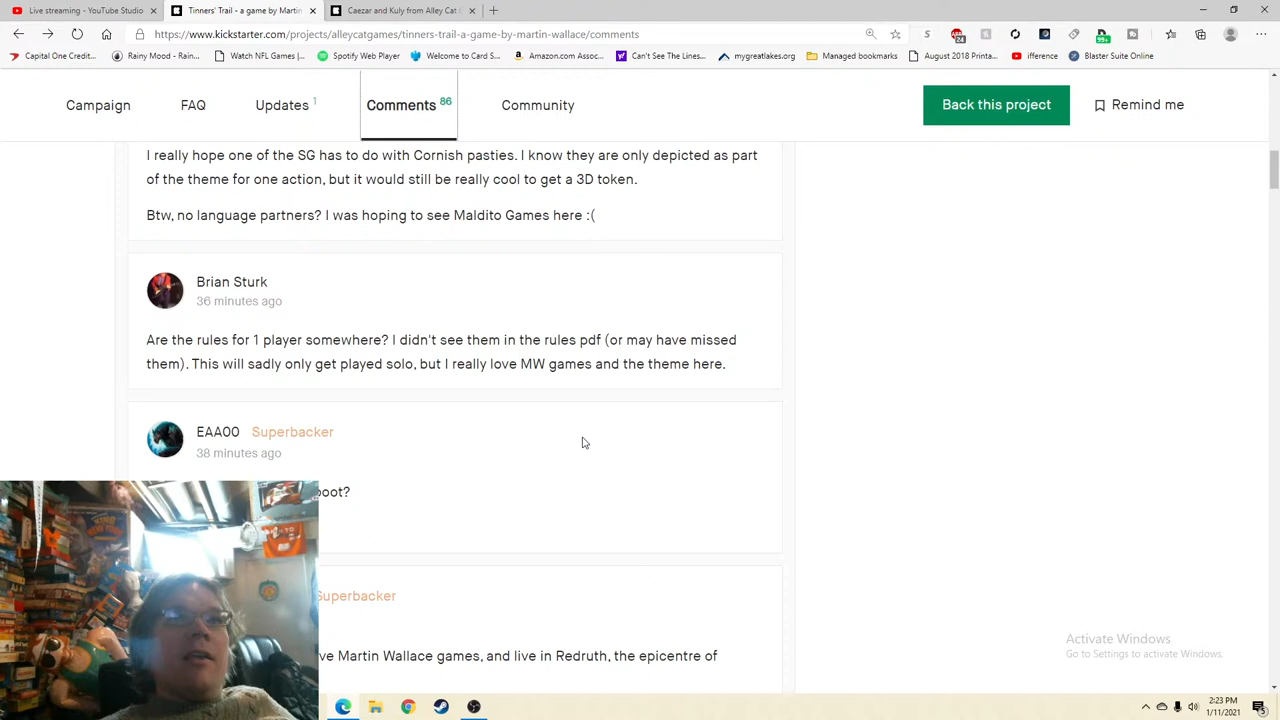 Live streaming - YouTube Studio
Tinners' Trail - a game by Martin
Caezar and Kuly from Alley Cat G
https://www.kickstarter.com/projects/alleycatgames/tinners-trail-a-game-by-martin-wallace/comments
Capital One Credit...
Rainy Mood - Rain...
Watch NFL Games |...
Spotify Web Player
Welcome to Card S...
Amazon.com Assoc...
Can't See The Lines...
mygreatlakes.org
Managed bookmarks
August 2018 Printa...
ifference
Blaster Suite Online
Campaign
FAQ
Updates 1
Comments 86
Community
Back this project
Remind me
I really hope one of the SG has to do with Cornish pasties. I know they are only depicted as part
of the theme for one action, but it would still be really cool to get a 3D token.
Btw, no language partners? I was hoping to see Maldito Games here :(
Brian Sturk
36 minutes ago
Are the rules for 1 player somewhere? I didn't see them in the rules pdf (or may have missed
them). This will sadly only get played solo, but I really love MW games and the theme here.
EAA00 Superbacker
38 minutes ago
boot?
Superbacker
ve Martin Wallace games, and live in Redruth, the epicentre of
Activate Windows
Go to Settings to activate Windows.
2:23 PM
1/11/2021